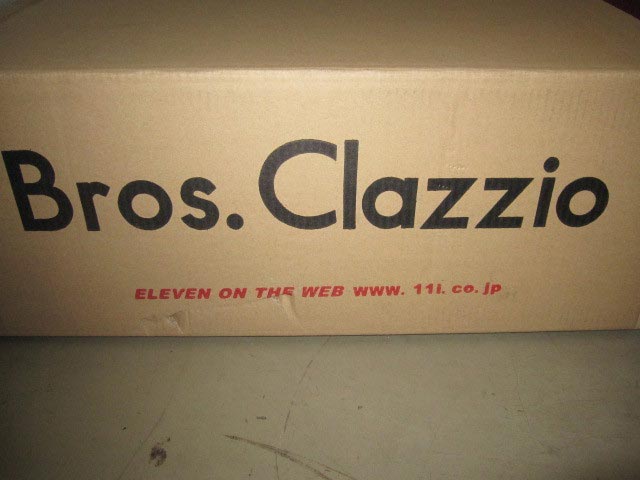 Bros. Clazzio
ELEVEN ON THE WEB www. 11i. co. jp